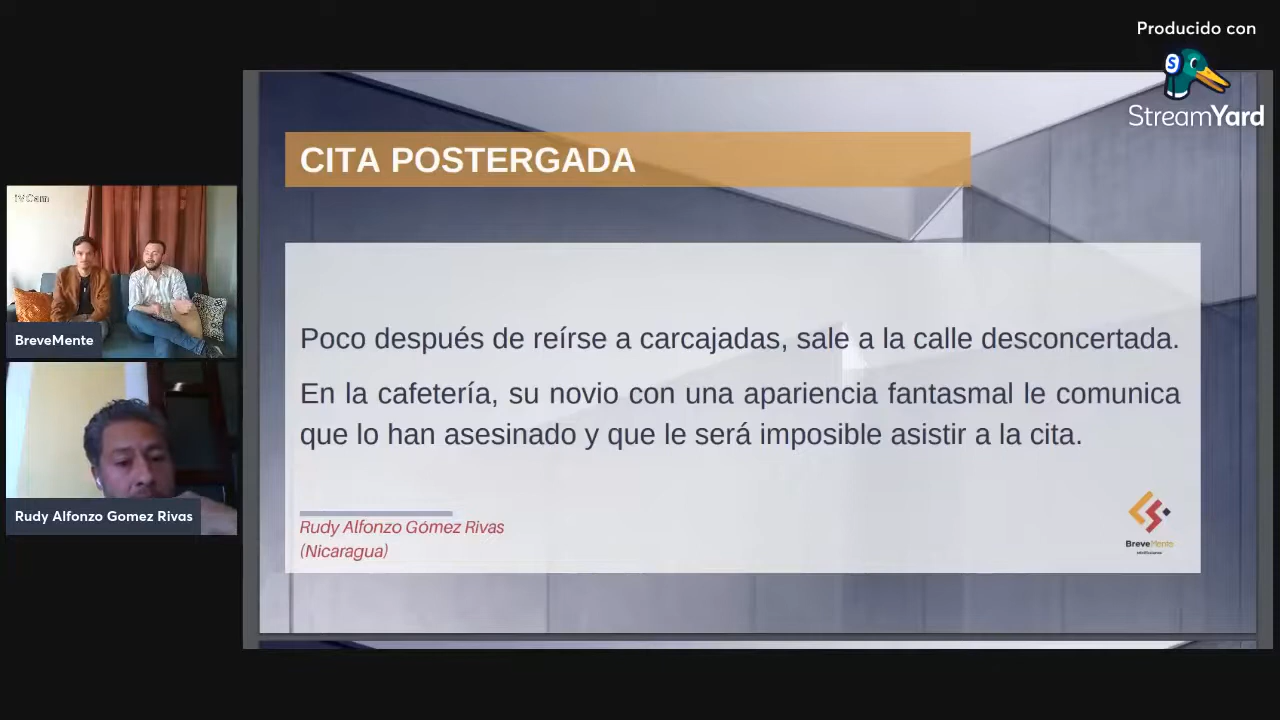 Producido con
StreamYard
CITA POSTERGADA
iVCam
BreveMente
Rudy Alfonzo Gomez Rivas
Poco después de reírse a carcajadas, sale a la calle desconcertada.
En la cafetería, su novio con una apariencia fantasmal le comunica
que lo han asesinado y que le será imposible asistir a la cita.
Rudy Alfonzo Gómez Rivas
(Nicaragua)
BreveMente